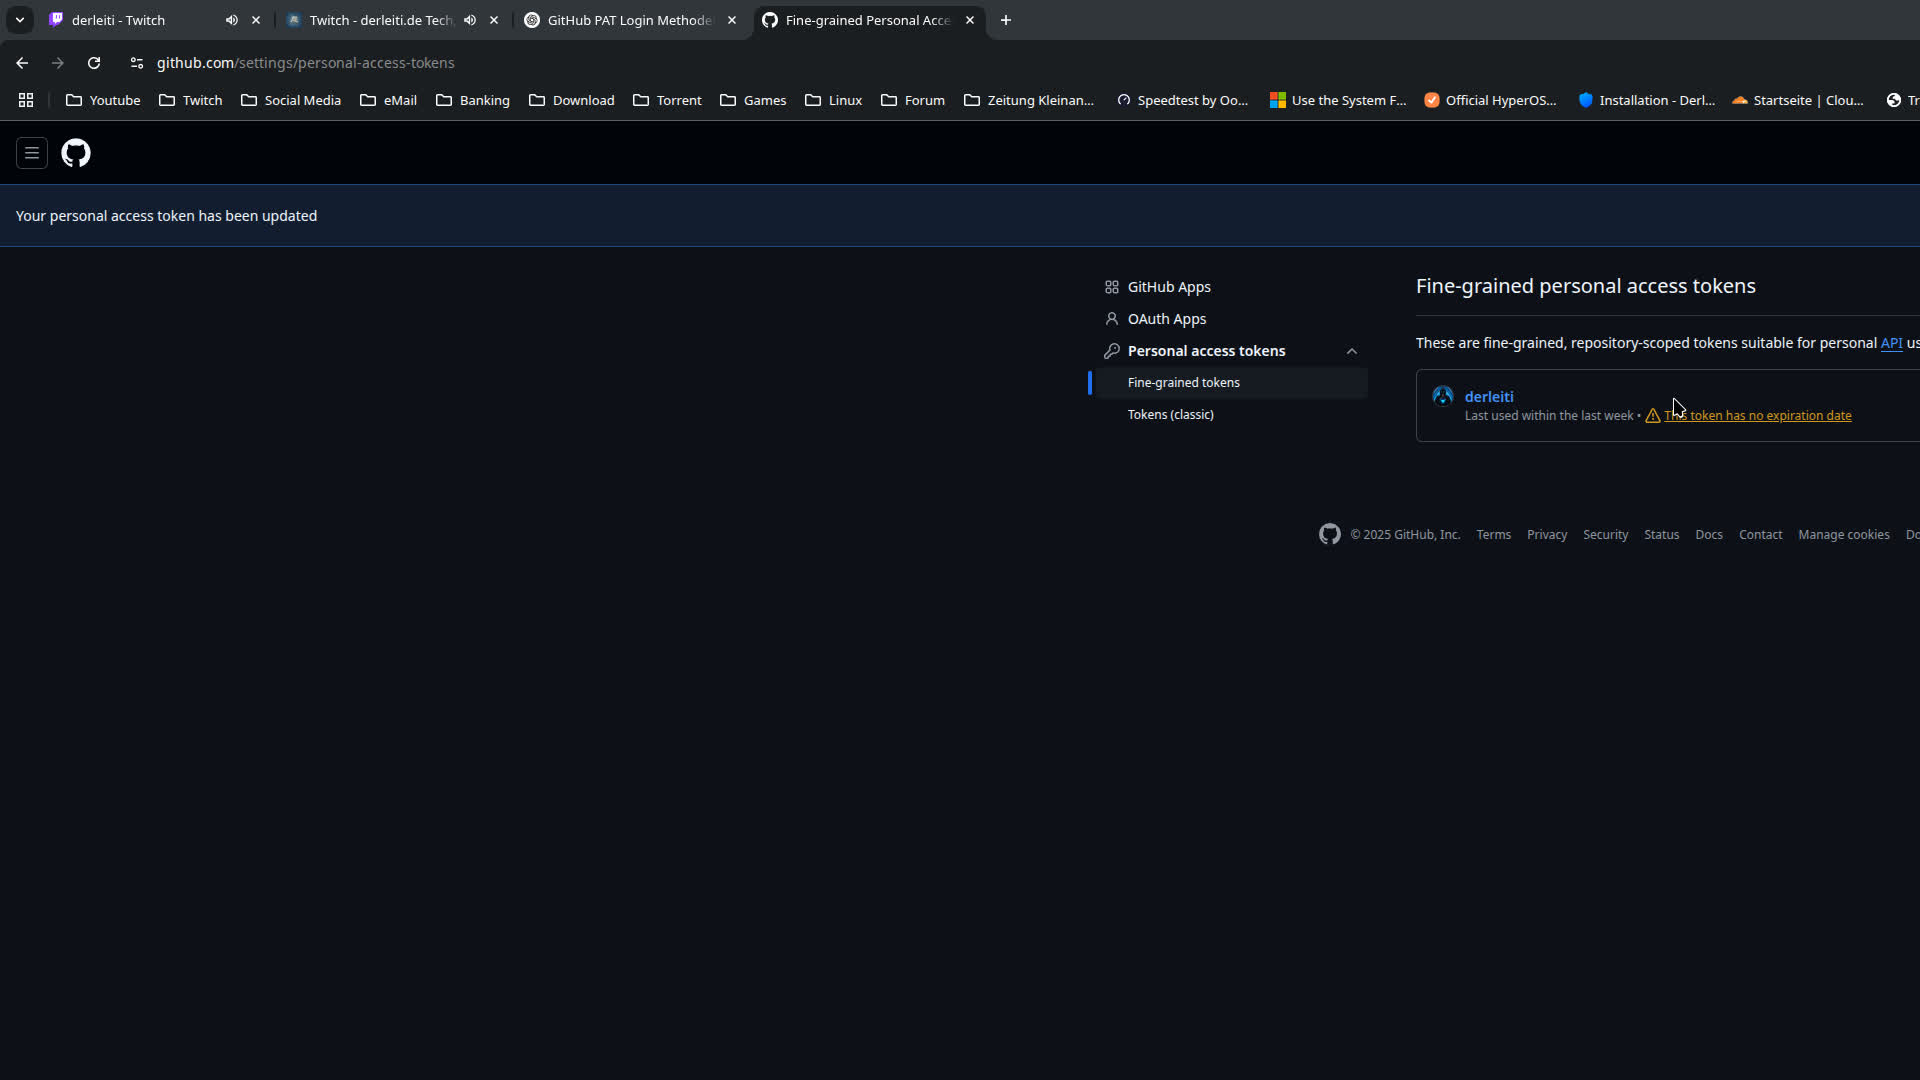 derleiti - Twitch
Twitch - derleiti.de Tech
GitHub PAT Login Methode
Fine-grained Personal Acce
github.com/settings/personal-access-tokens
Youtube
Twitch
Social Media
eMail
Banking
Download
Torrent
Games
Linux
Forum
Zeitung Kleinan...
Speedtest by Oo...
Use the System F...
Official HyperOS...
Installation - Derl...
Startseite | Clou...
Tr
Your personal access token has been updated
GitHub Apps
OAuth Apps
Personal access tokens
Fine-grained tokens
Tokens (classic)
Fine-grained personal access tokens
These are fine-grained, repository-scoped tokens suitable for personal API us
derleiti
Last used within the last week • This token has no expiration date
© 2025 GitHub, Inc. Terms Privacy Security Status Docs Contact Manage cookies Do